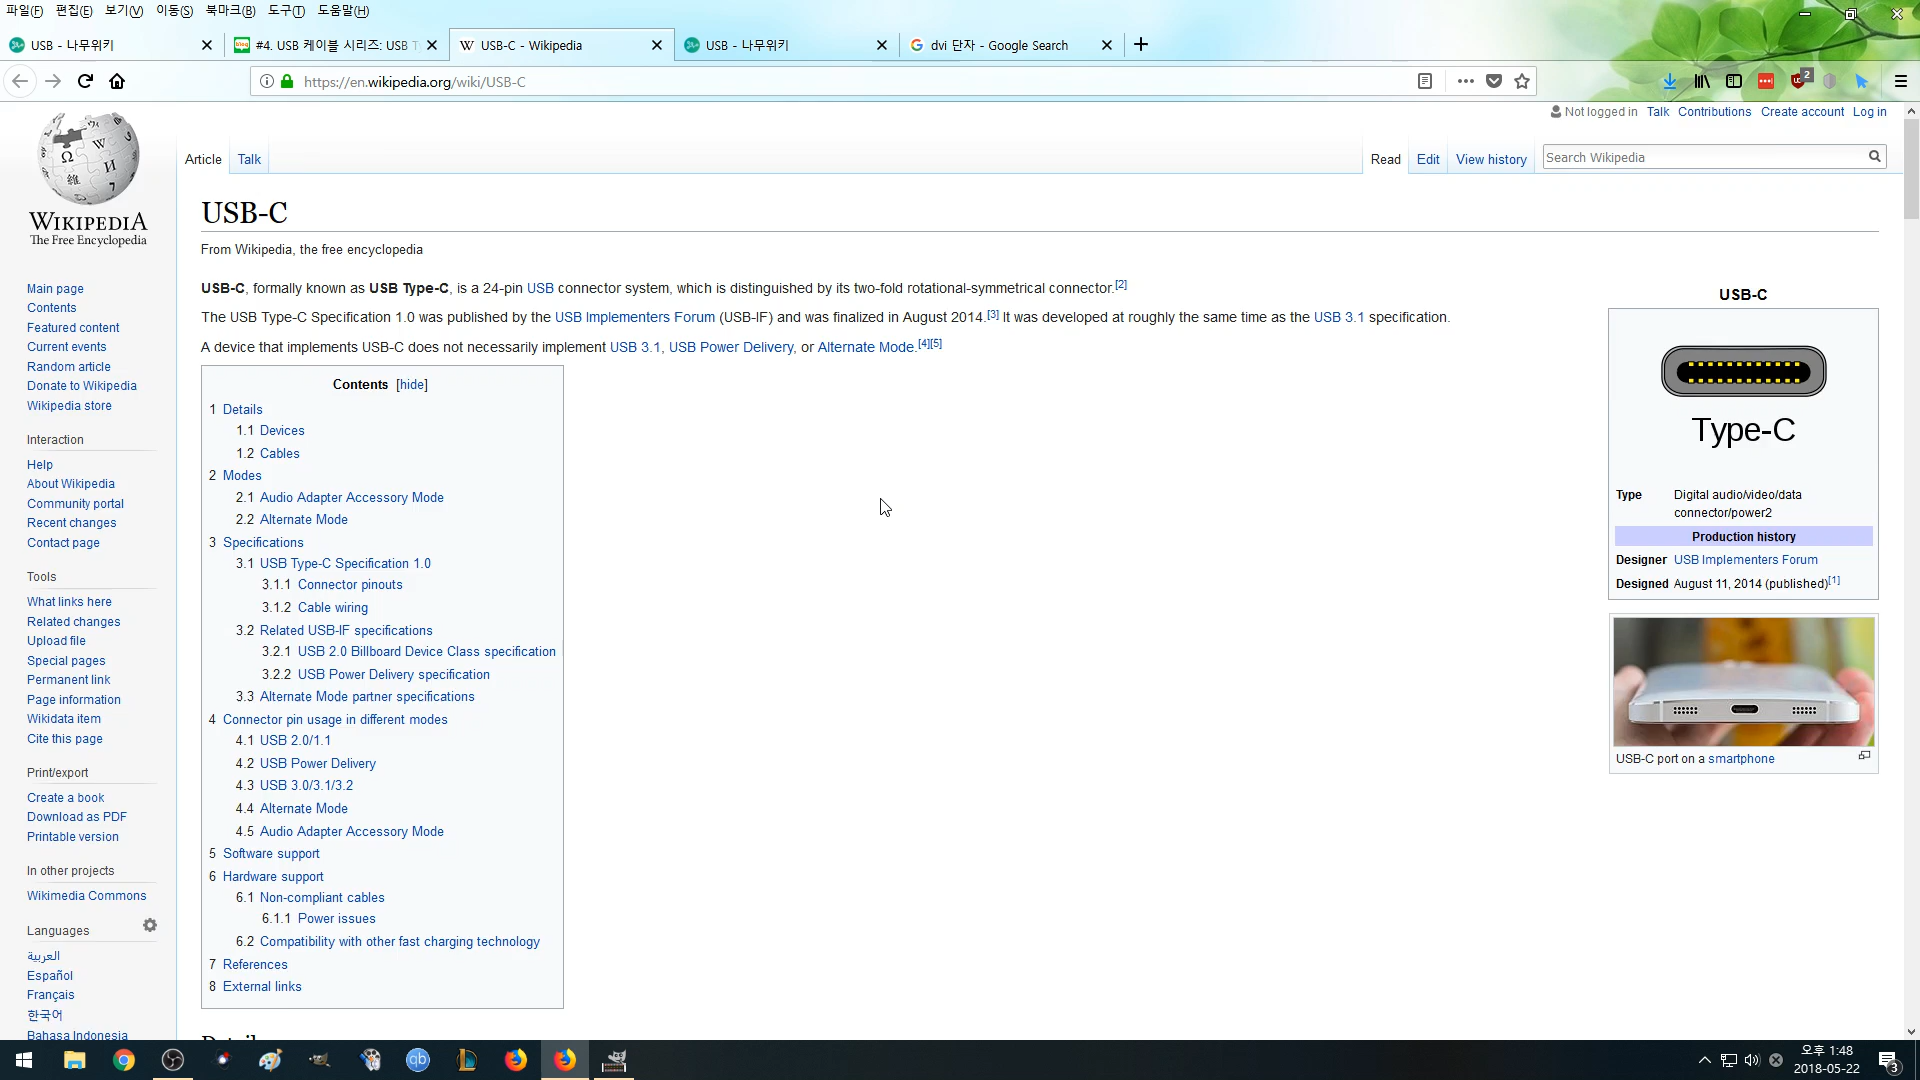 파일(F) 편집(E) 보기(V) 이동(S) 북마크(B) 도구(T) 도움말(H)
USB - 나무위키
#4. USB 케이블 시리즈: USB T
USB-C - Wikipedia
USB - 나무위키
dvi 단자 - Google Search
https://en.wikipedia.org/wiki/USB-C
2
Not logged in Talk Contributions Create account Log in
Article Talk
Read Edit View history
Search Wikipedia
WIKIPEDIA
The Free Encyclopedia
Main page
Contents
Featured content
Current events
Random article
Donate to Wikipedia
Wikipedia store
Interaction
Help
About Wikipedia
Community portal
Recent changes
Contact page
Tools
What links here
Related changes
Upload file
Special pages
Permanent link
Page information
Wikidata item
Cite this page
Print/export
Create a book
Download as PDF
Printable version
In other projects
Wikimedia Commons
Languages
العربية
Español
Français
한국어
Bahasa Indonesia
USB-C
From Wikipedia, the free encyclopedia
USB-C, formally known as USB Type-C, is a 24-pin USB connector system, which is distinguished by its two-fold rotational-symmetrical connector.[2]
The USB Type-C Specification 1.0 was published by the USB Implementers Forum (USB-IF) and was finalized in August 2014.[3] It was developed at roughly the same time as the USB 3.1 specification.
A device that implements USB-C does not necessarily implement USB 3.1, USB Power Delivery, or Alternate Mode.[4][5]
Contents [hide]
1 Details
1.1 Devices
1.2 Cables
2 Modes
2.1 Audio Adapter Accessory Mode
2.2 Alternate Mode
3 Specifications
3.1 USB Type-C Specification 1.0
3.1.1 Connector pinouts
3.1.2 Cable wiring
3.2 Related USB-IF specifications
3.2.1 USB 2.0 Billboard Device Class specification
3.2.2 USB Power Delivery specification
3.3 Alternate Mode partner specifications
4 Connector pin usage in different modes
4.1 USB 2.0/1.1
4.2 USB Power Delivery
4.3 USB 3.0/3.1/3.2
4.4 Alternate Mode
4.5 Audio Adapter Accessory Mode
5 Software support
6 Hardware support
6.1 Non-compliant cables
6.1.1 Power issues
6.2 Compatibility with other fast charging technology
7 References
8 External links
USB-C
Type-C
Type Digital audio/video/data
connector/power2
Production history
Designer USB Implementers Forum
Designed August 11, 2014 (published)[1]
USB-C port on a smartphone
오후 1:48
2018-05-22
3